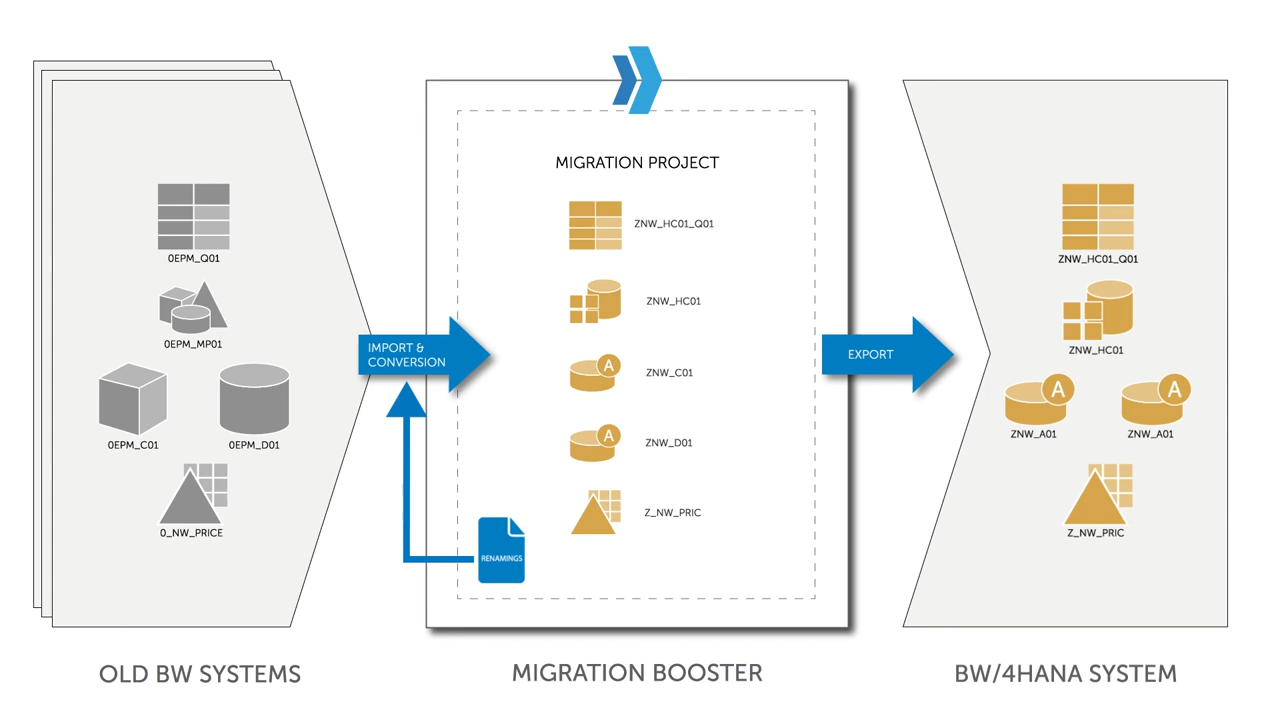 0EPM_Q01
0EPM_MP01
0EPM_C01
0EPM_D01
0_NW_PRICE
OLD BW SYSTEMS
IMPORT &
CONVERSION
MIGRATION PROJECT
ZNW_HC01_Q01
ZNW_HC01
ZNW_C01
A
ZNW_D01
A
Z_NW_PRIC
RENAMINGS
MIGRATION BOOSTER
EXPORT
ZNW_HC01_Q01
ZNW_HC01
A
A
ZNW_A01
ZNW_A01
Z_NW_PRIC
BW/4HANA SYSTEM